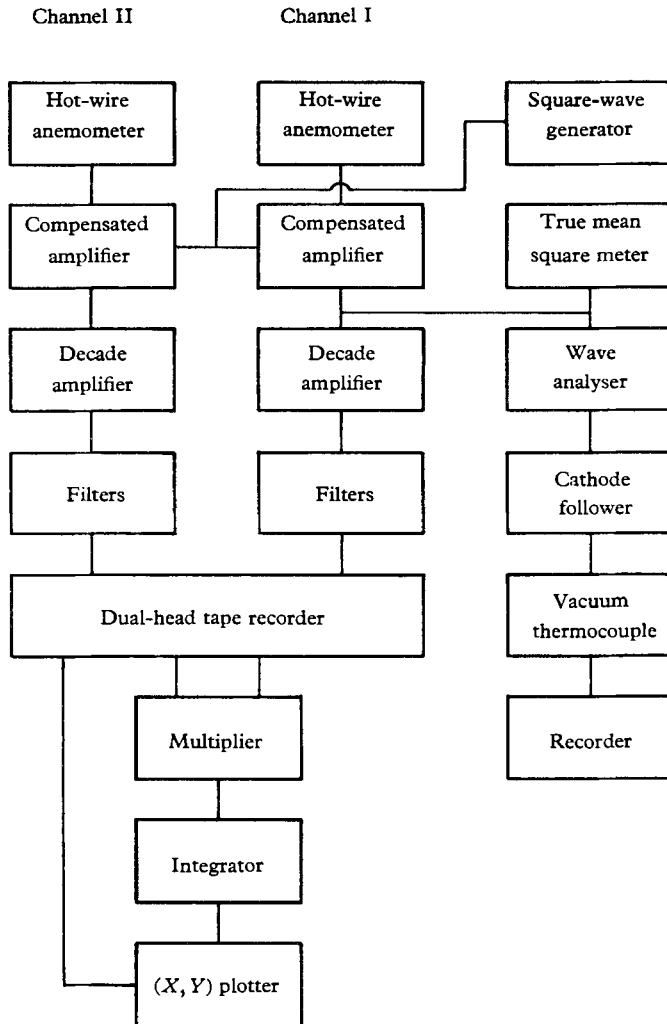 Channel II
Channel I
Hot-wire
anemometer
Hot-wire
anemometer
Square-wave
generator
Compensated
amplifier
Compensated
amplifier
True mean
square meter
Decade
amplifier
Decade
amplifier
Wave
analyser
Filters
Filters
Cathode
follower
Dual-head tape recorder
Vacuum
thermocouple
Multiplier
Recorder
Integrator
(X, Y) plotter